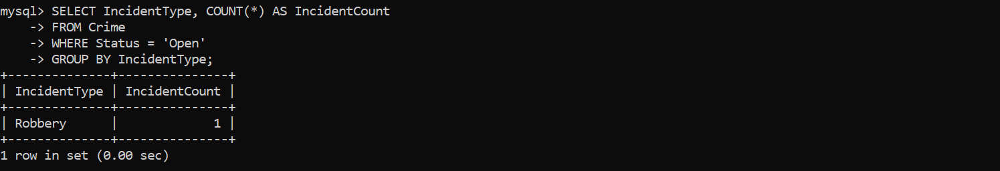 mysql> SELECT IncidentType, COUNT(*) AS IncidentCount
    -> FROM Crime
    -> WHERE Status = 'Open'
    -> GROUP BY IncidentType;
+--------------+---------------+
| IncidentType | IncidentCount |
+--------------+---------------+
| Robbery      |             1 |
+--------------+---------------+
1 row in set (0.00 sec)